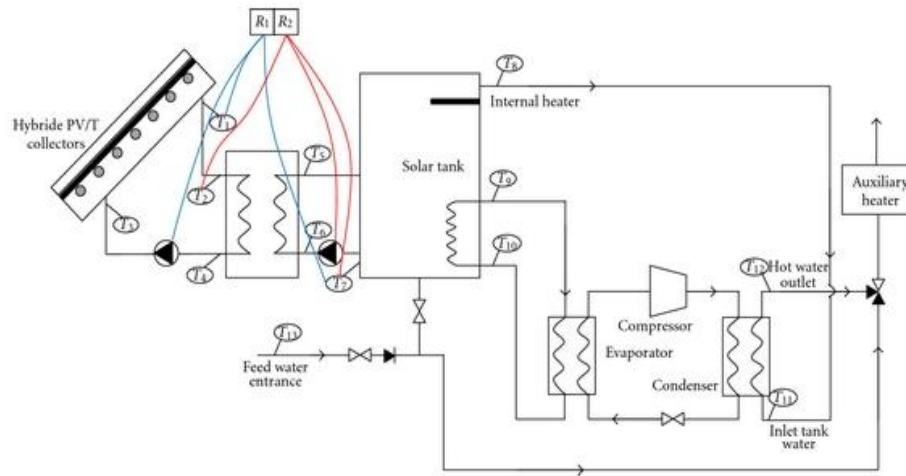 R1 R2
T8
Internal heater
Hybride PV/T
collectors
T1
Solar tank
T5
T2
T9
Auxiliary
heater
T3
T6
T10
T4
T7
T12
Hot water
outlet
Compressor
T13
Evaporator
Feed water
entrance
Condenser
T11
Inlet tank
water